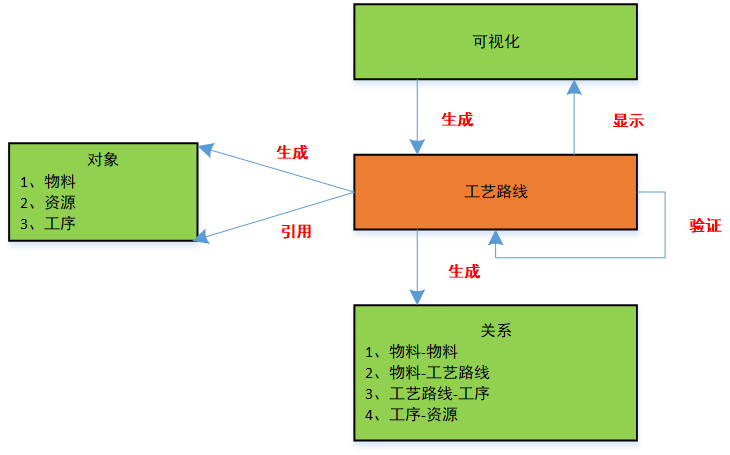 可视化
生成
显示
对象
1、物料
2、资源
3、工序
生成
引用
工艺路线
验证
生成
关系
1、物料-物料
2、物料-工艺路线
3、工艺路线-工序
4、工序-资源